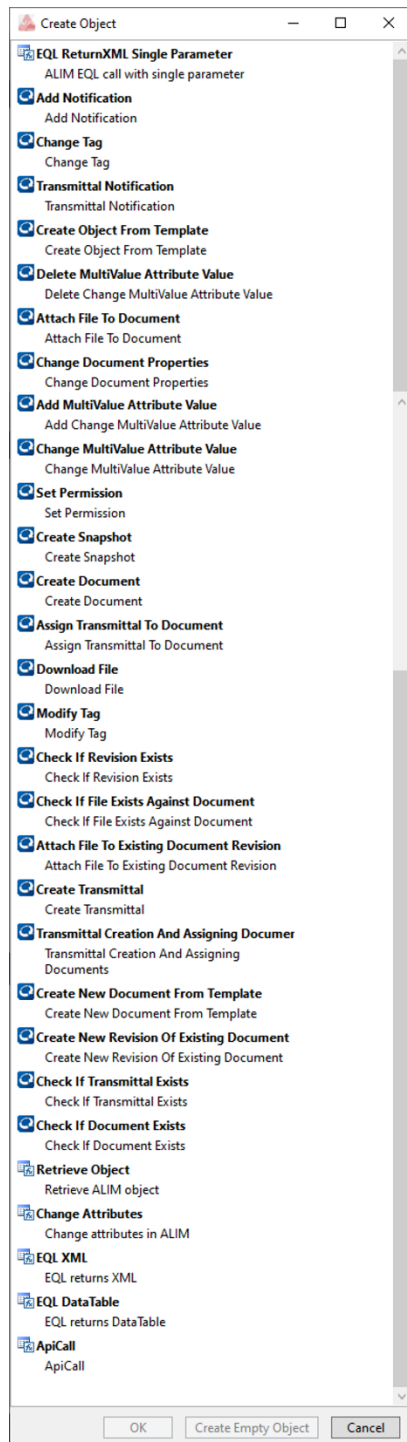 Create Object
EQL ReturnXML Single Parameter
ALIM EQL call with single parameter
Add Notification
Add Notification
Change Tag
Change Tag
Transmittal Notification
Transmittal Notification
Create Object From Template
Create Object From Template
Delete MultiValue Attribute Value
Delete Change MultiValue Attribute Value
Attach File To Document
Attach File To Document
Change Document Properties
Change Document Properties
Add MultiValue Attribute Value
Add Change MultiValue Attribute Value
Change MultiValue Attribute Value
Change MultiValue Attribute Value
Set Permission
Set Permission
Create Snapshot
Create Snapshot
Create Document
Create Document
Assign Transmittal To Document
Assign Transmittal To Document
Download File
Download File
Modify Tag
Modify Tag
Check If Revision Exists
Check If Revision Exists
Check If File Exists Against Document
Check If File Exists Against Document
Attach File To Existing Document Revision
Attach File To Existing Document Revision
Create Transmittal
Create Transmittal
Transmittal Creation And Assigning Documer
Transmittal Creation And Assigning
Documents
Create New Document From Template
Create New Document From Template
Create New Revision Of Existing Document
Create New Revision Of Existing Document
Check If Transmittal Exists
Check If Transmittal Exists
Check If Document Exists
Check If Document Exists
Retrieve Object
Retrieve ALIM object
Change Attributes
Change attributes in ALIM
EQL XML
EQL returns XML
EQL DataTable
EQL returns DataTable
ApiCall
ApiCall
OK Create Empty Object Cancel